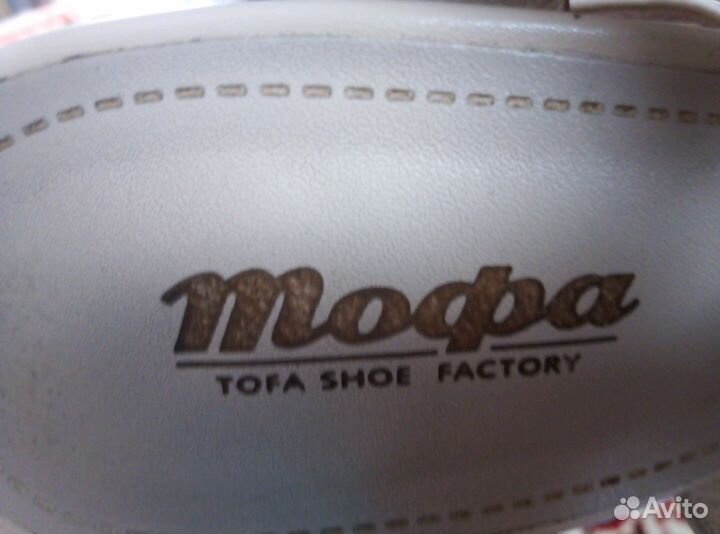 тофа
TOFA SHOE FACTORY
Avito